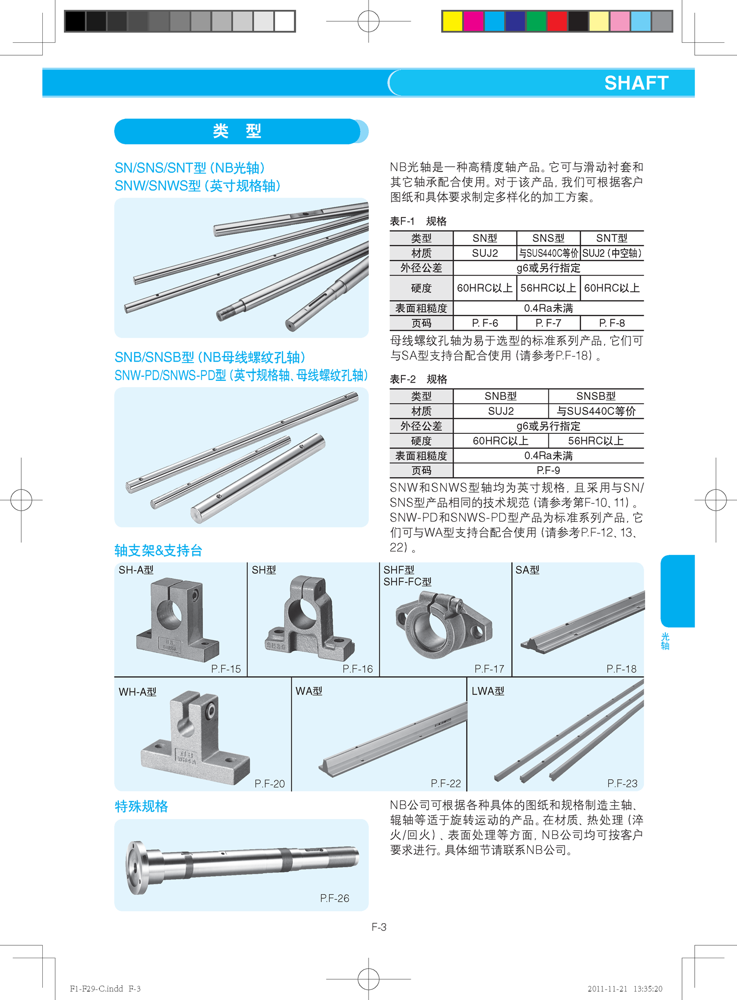 SHAFT
类 型
SN/SNS/SNT型（NB光轴）
SNW/SNWS型（英寸规格轴）
NB光轴是一种高精度轴产品。它可与滑动衬套和
其它轴承配合使用。对于该产品，我们可根据客户
图纸和具体要求制定多样化的加工方案。
表F-1 规格
类型 SN型 SNS型 SNT型
材质 SUJ2 与SUS440C等价 SUJ2（中空轴）
外径公差 g6或另行指定
硬度 60HRC以上 56HRC以上 60HRC以上
表面粗糙度 0.4Ra未满
页码 P. F-6 P. F-7 P. F-8
SNB/SNSB型（NB母线螺纹孔轴）
SNW-PD/SNWS-PD型（英寸规格轴、母线螺纹孔轴）
母线螺纹孔轴为易于选型的标准系列产品，它们可
与SA型支持台配合使用（请参考P.F-18）。
表F-2 规格
类型 SNB型 SNSB型
材质 SUJ2 与SUS440C等价
外径公差 g6或另行指定
硬度 60HRC以上 56HRC以上
表面粗糙度 0.4Ra未满
页码 P.F-9
SNW和SNWS型轴均为英寸规格，且采用与SN/
SNS型产品相同的技术规范（请参考第F-10、11）。
SNW-PD和SNWS-PD型产品为标准系列产品，它
们可与WA型支持台配合使用（请参考P.F-12、13、
22）。
轴支架&支持台
SH-A型
NB
SH25A
P.F-15
SH型
SH30
P.F-16
SHF型
SHF-FC型
P.F-17
SA型
P.F-18
WH-A型
NB
WH8A
P.F-20
WA型
P.F-22
LWA型
P.F-23
光
轴
特殊规格
P.F-26
NB公司可根据各种具体的图纸和规格制造主轴、
辊轴等适于旋转运动的产品。在材质、热处理（淬
火/回火）、表面处理等方面，NB公司均可按客户
要求进行。具体细节请联系NB公司。
F-3
F1-F29-C.indd F-3
2011-11-21 13:35:20